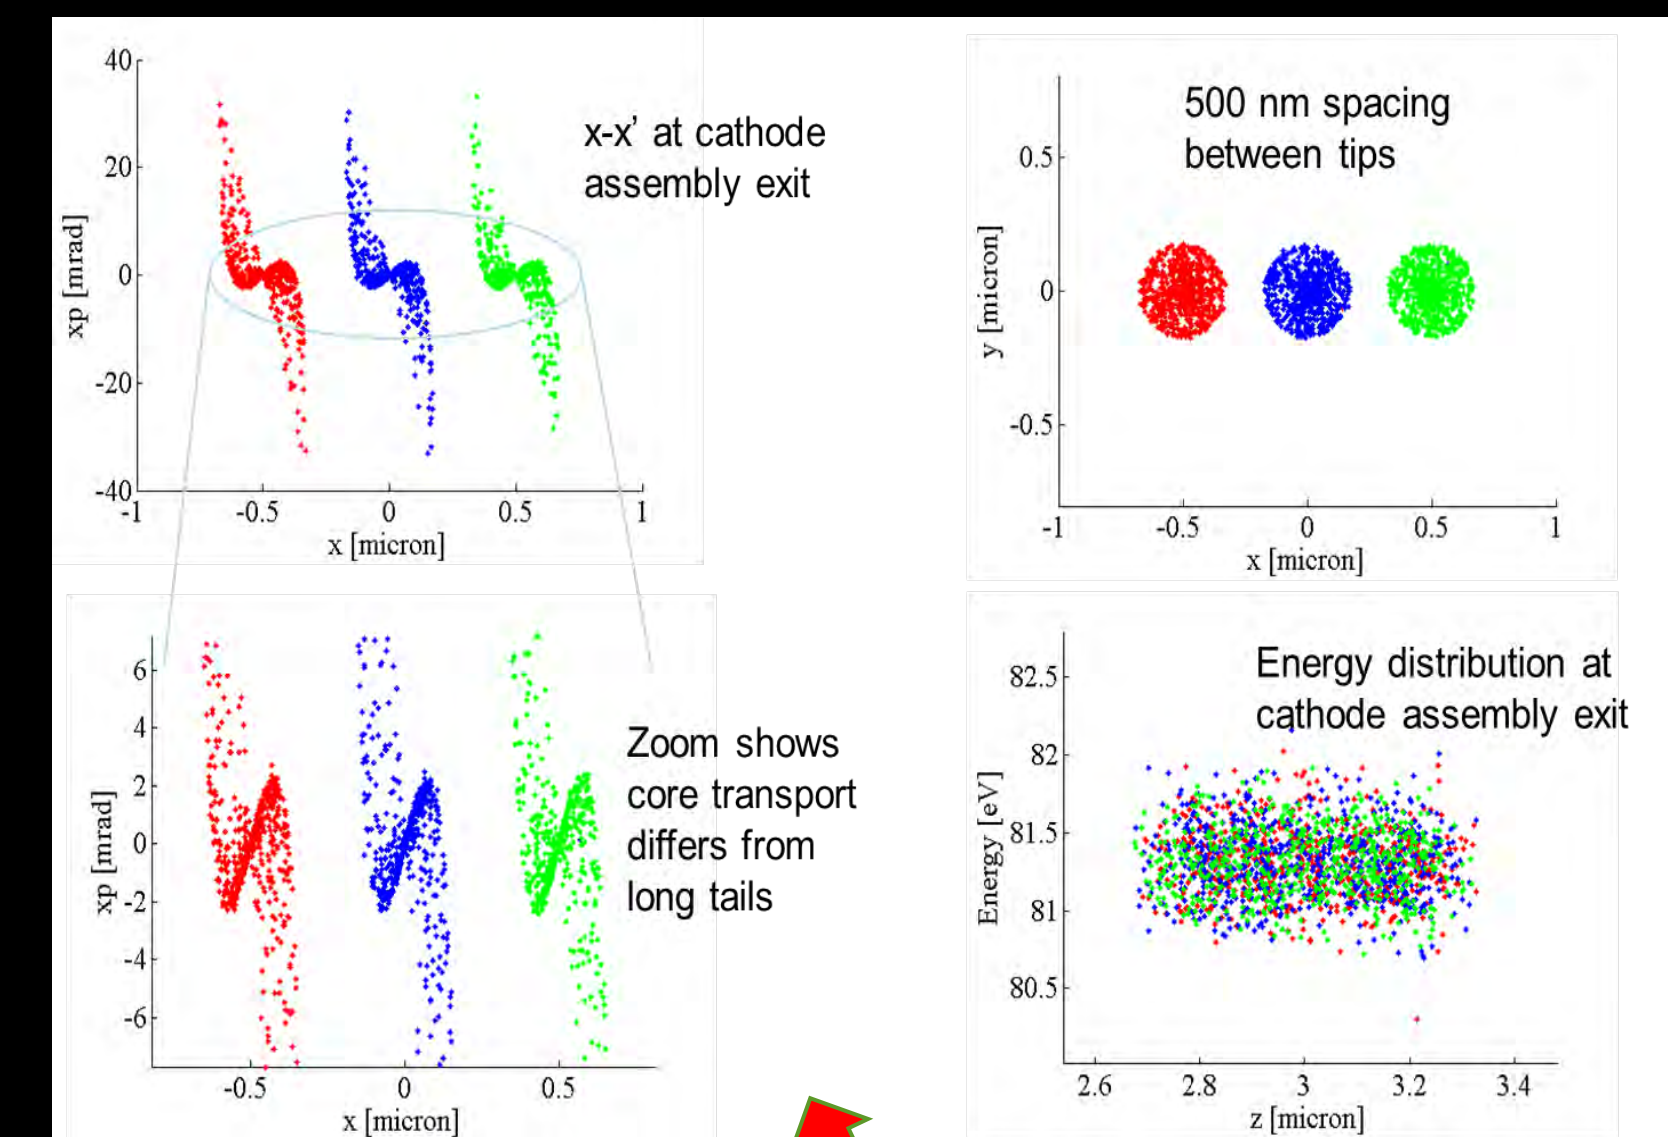 40
20
0
-20
-40
xp [mrad]
-1
-0.5
0
0.5
1
x [micron]
x-x’ at cathode
assembly exit
500 nm spacing
between tips
0.5
0
-0.5
y [micron]
-1
-0.5
0
0.5
1
x [micron]
6
4
2
0
-2
-4
-6
xp [mrad]
-0.5
0
0.5
x [micron]
Zoom shows
core transport
differs from
long tails
Energy distribution at
cathode assembly exit
82.5
82
81.5
81
80.5
Energy [eV]
2.6
2.8
3
3.2
3.4
z [micron]